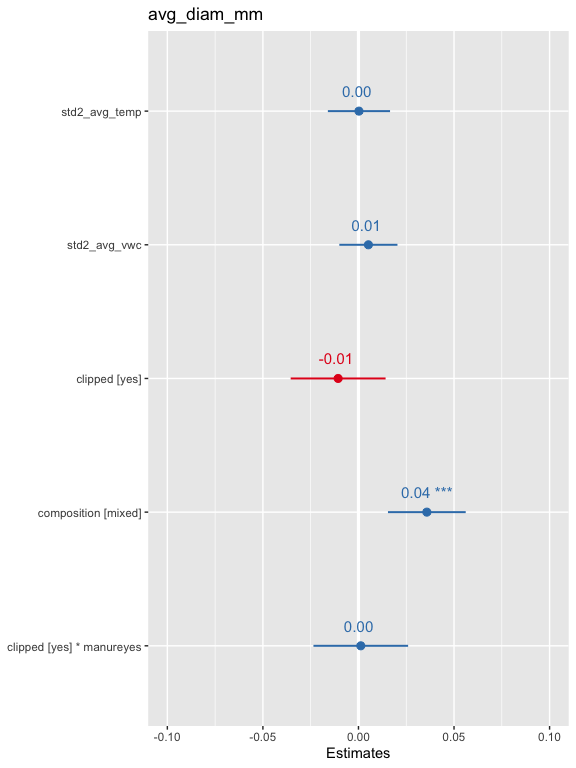 avg_diam_mm
std2_avg_temp
0.00
std2_avg_vwc
0.01
clipped [yes]
-0.01
composition [mixed]
0.04 ***
clipped [yes] * manureyes
0.00
-0.10 -0.05 0.00 0.05 0.10
Estimates